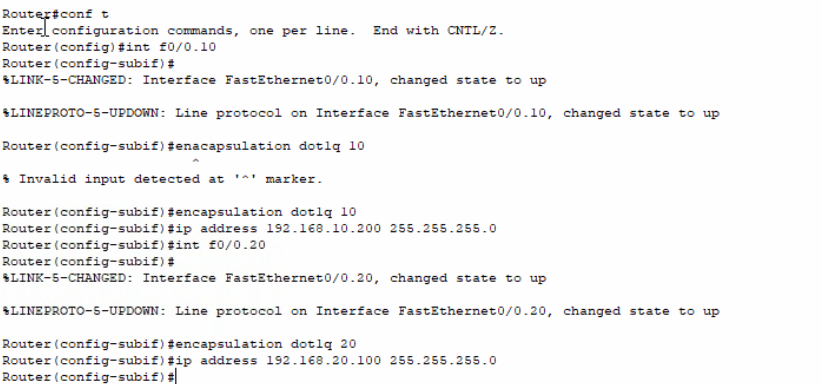 Router#conf t
Enter configuration commands, one per line.  End with CNTL/Z.
Router(config)#int f0/0.10
Router(config-subif)#
%LINK-5-CHANGED: Interface FastEthernet0/0.10, changed state to up
%LINEPROTO-5-UPDOWN: Line protocol on Interface FastEthernet0/0.10, changed state to up
Router(config-subif)#enacapsulation dot1q 10
^
% Invalid input detected at '^' marker.
Router(config-subif)#encapsulation dot1q 10
Router(config-subif)#ip address 192.168.10.200 255.255.255.0
Router(config-subif)#int f0/0.20
Router(config-subif)#
%LINK-5-CHANGED: Interface FastEthernet0/0.20, changed state to up
%LINEPROTO-5-UPDOWN: Line protocol on Interface FastEthernet0/0.20, changed state to up
Router(config-subif)#encapsulation dot1q 20
Router(config-subif)#ip address 192.168.20.100 255.255.255.0
Router(config-subif)#